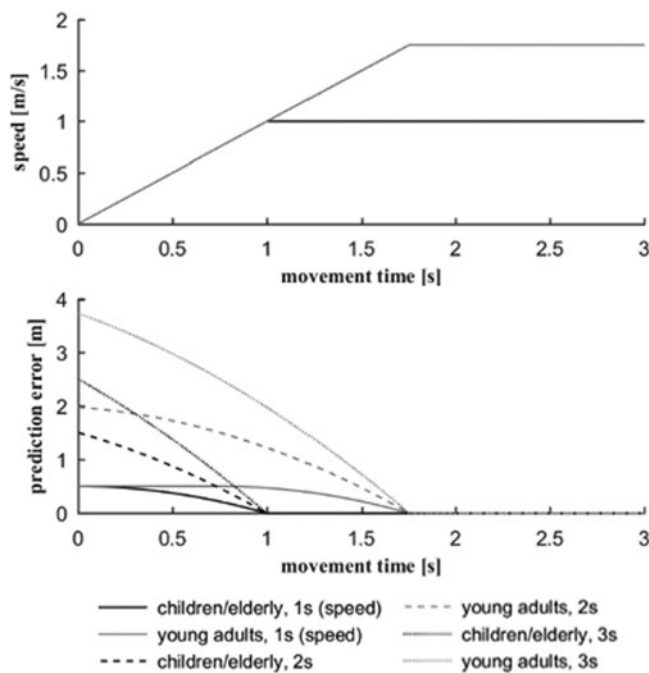 2
1.5
1
0.5
0
speed [m/s]
0 0.5 1 1.5 2 2.5 3
movement time [s]
4
3
2
1
0
prediction error [m]
0 0.5 1 1.5 2 2.5 3
movement time [s]
children/elderly, 1s (speed) young adults, 2s
young adults, 1s (speed) children/elderly, 3s
children/elderly, 2s young adults, 3s